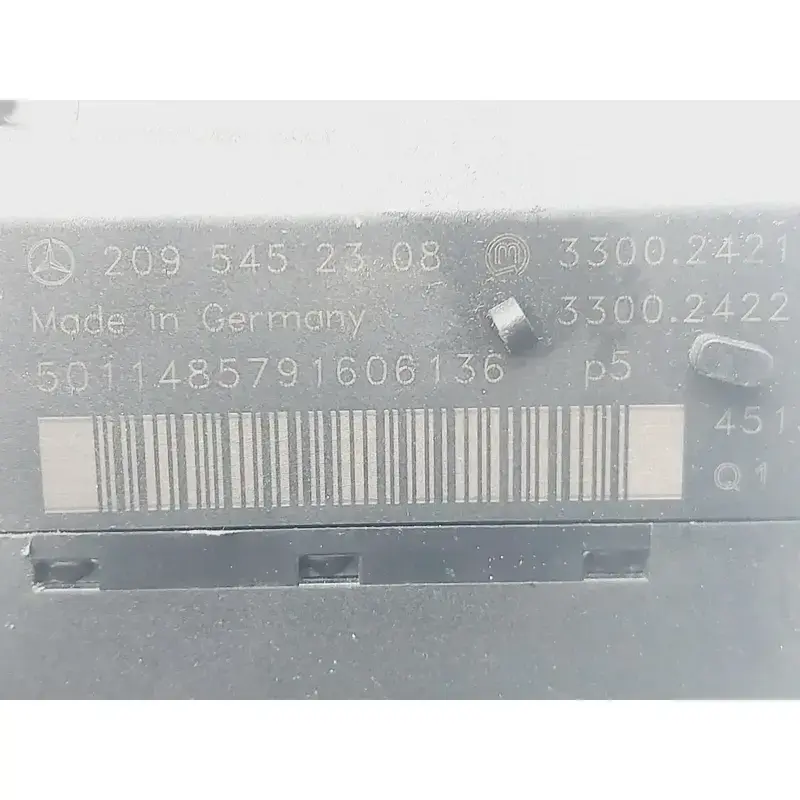 209 545 23 08 3300.2421
Made in Germany 3300.2422
5011485791606136 p5
451
Q1